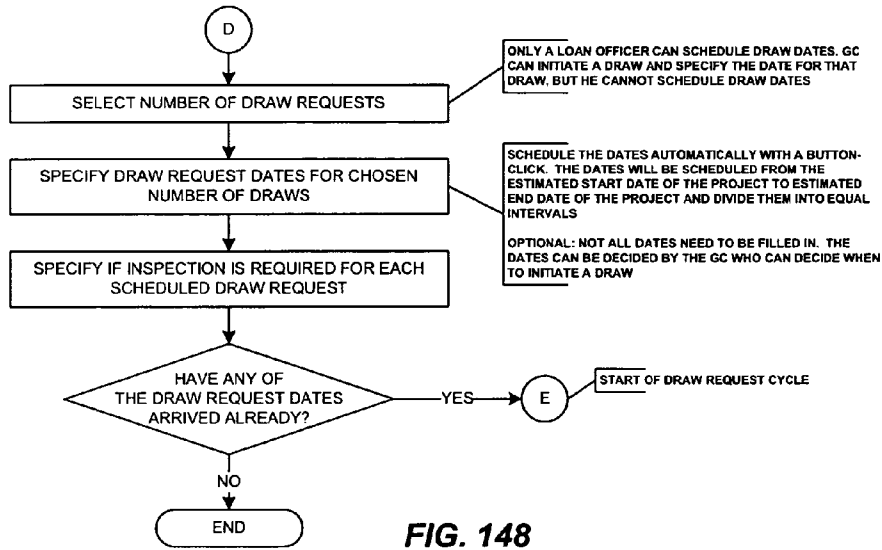 D
ONLY A LOAN OFFICER CAN SCHEDULE DRAW DATES. GC
CAN INITIATE A DRAW AND SPECIFY THE DATE FOR THAT
DRAW, BUT HE CANNOT SCHEDULE DRAW DATES
SELECT NUMBER OF DRAW REQUESTS
SPECIFY DRAW REQUEST DATES FOR CHOSEN
NUMBER OF DRAWS
SCHEDULE THE DATES AUTOMATICALLY WITH A BUTTON-
CLICK. THE DATES WILL BE SCHEDULED FROM THE
ESTIMATED START DATE OF THE PROJECT TO ESTIMATED
END DATE OF THE PROJECT AND DIVIDE THEM INTO EQUAL
INTERVALS
OPTIONAL: NOT ALL DATES NEED TO BE FILLED IN. THE
DATES CAN BE DECIDED BY THE GC WHO CAN DECIDE WHEN
TO INITIATE A DRAW
SPECIFY IF INSPECTION IS REQUIRED FOR EACH
SCHEDULED DRAW REQUEST
HAVE ANY OF
THE DRAW REQUEST DATES
ARRIVED ALREADY?
YES
E
START OF DRAW REQUEST CYCLE
NO
END
FIG. 148